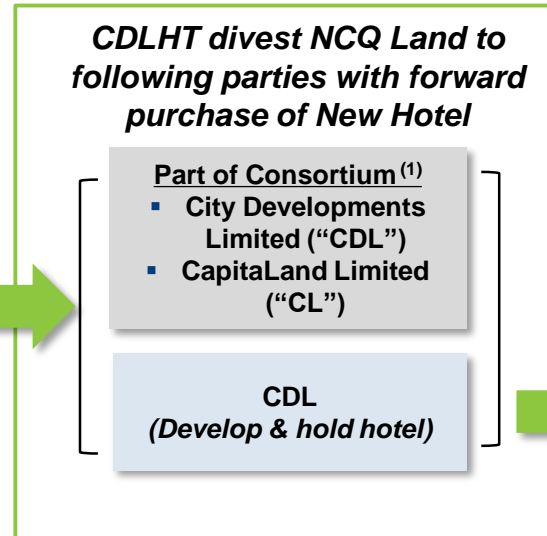 CDLHT divest NCQ Land to
following parties with forward
purchase of New Hotel
Part of Consortium (1)
▪ City Developments
Limited (“CDL”)
▪ CapitaLand Limited
(“CL”)
CDL
(Develop & hold hotel)